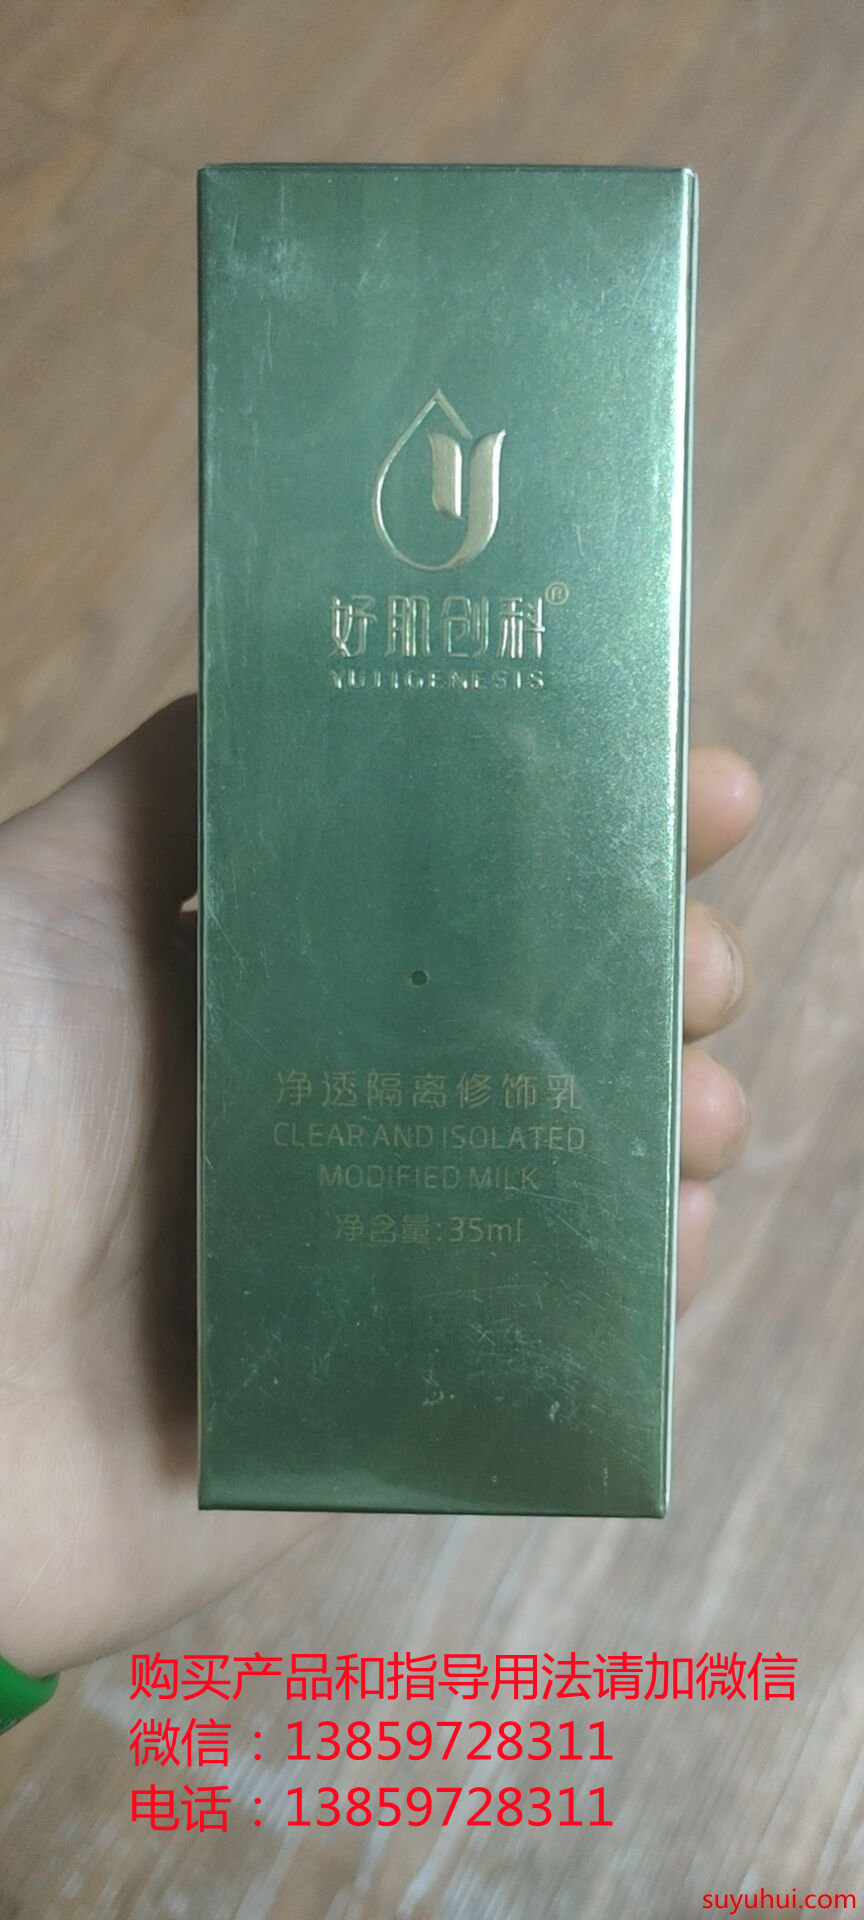 好肌创科®
YUJIGENESIS
净透隔离修饰乳
CLEAR AND ISOLATED
MODIFIED MILK
净含量:35ml
购买产品和指导用法请加微信
微信：13859728311
电话：13859728311
suyuhui.com